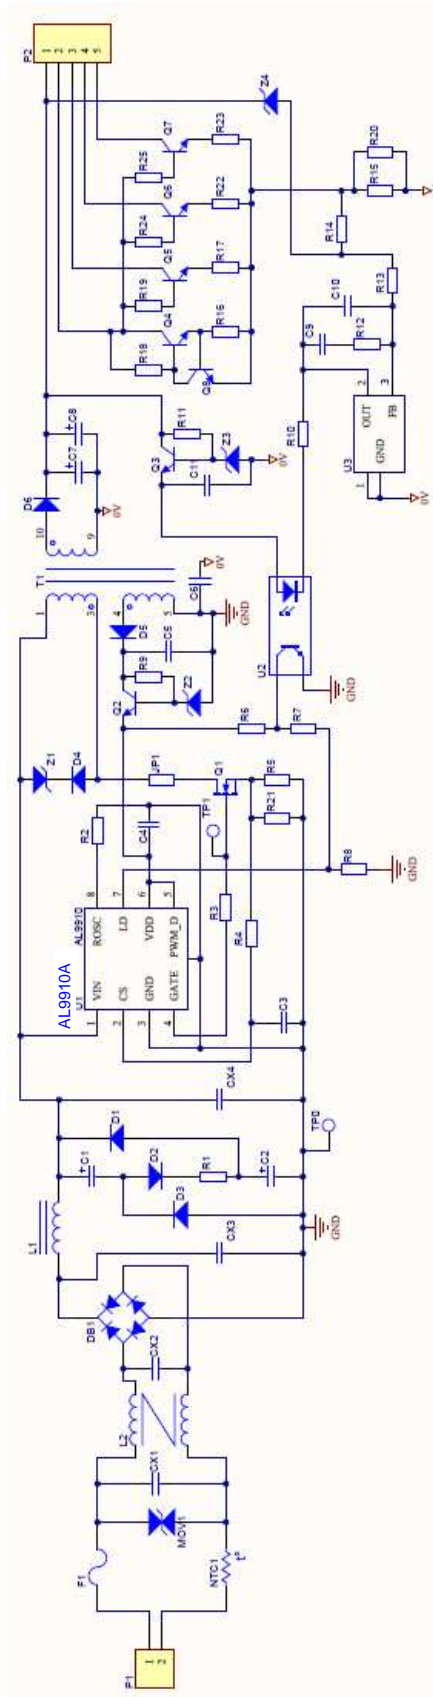 P2
1
2
3
4
5
Z4
Q7
R23
R25
Q6
R22
R24
Q5
R17
R19
Q4
R16
R18
Q8
R20
R15
R14
R13
C10
C9
R12
2
3
OUT
FB
GND
1
U3
0V
R10
C8
C7
D6
10
9
0V
R11
Q3
Z3
C11
0V
T1
1
3
4
5
D5
C5
C6
0V
GND
R9
Z2
Q2
U2
GND
R6
R7
Z1
D4
JP1
Q1
TP1
R5
R21
R2
C4
R3
R4
R8
GND
AL9910A
AL9910
U1
8
7
6
5
ROSC
LD
VDD
PWM_D
VIN
CS
GND
GATE
1
2
3
4
C3
CX4
TP0
D1
C1
D2
R1
C2
D3
GND
L1
CX3
DB1
CX2
L2
CX1
MOV1
F1
NTC1
t°
P1
1
2